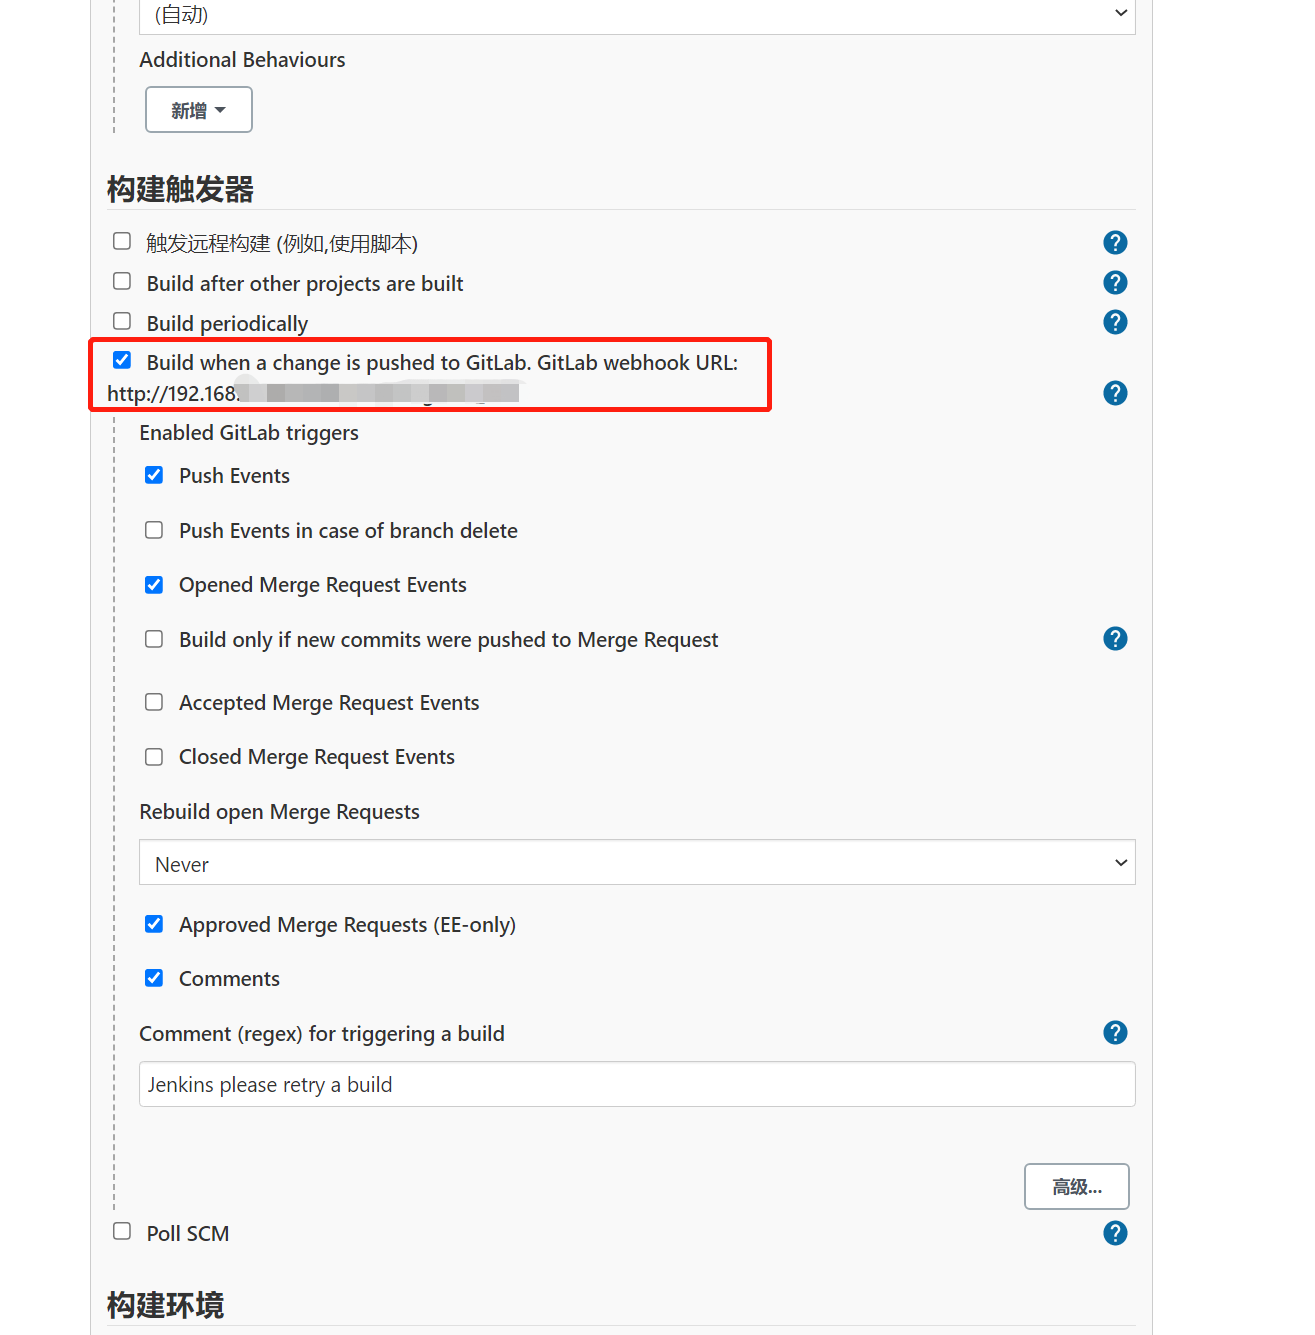 (自动)
Additional Behaviours
新增
构建触发器
触发远程构建 (例如,使用脚本)
Build after other projects are built
Build periodically
Build when a change is pushed to GitLab. GitLab webhook URL:
http://192.168.
Enabled GitLab triggers
Push Events
Push Events in case of branch delete
Opened Merge Request Events
Build only if new commits were pushed to Merge Request
Accepted Merge Request Events
Closed Merge Request Events
Rebuild open Merge Requests
Never
Approved Merge Requests (EE-only)
Comments
Comment (regex) for triggering a build
Jenkins please retry a build
高级...
Poll SCM
构建环境